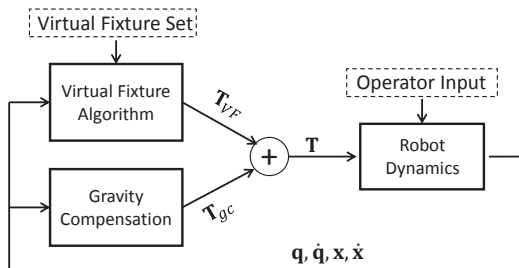 Virtual Fixture Set
Virtual Fixture
Algorithm
T_VF
Operator Input
+
T
Robot
Dynamics
Gravity
Compensation
T_gc
q, q̇, x, ẋ